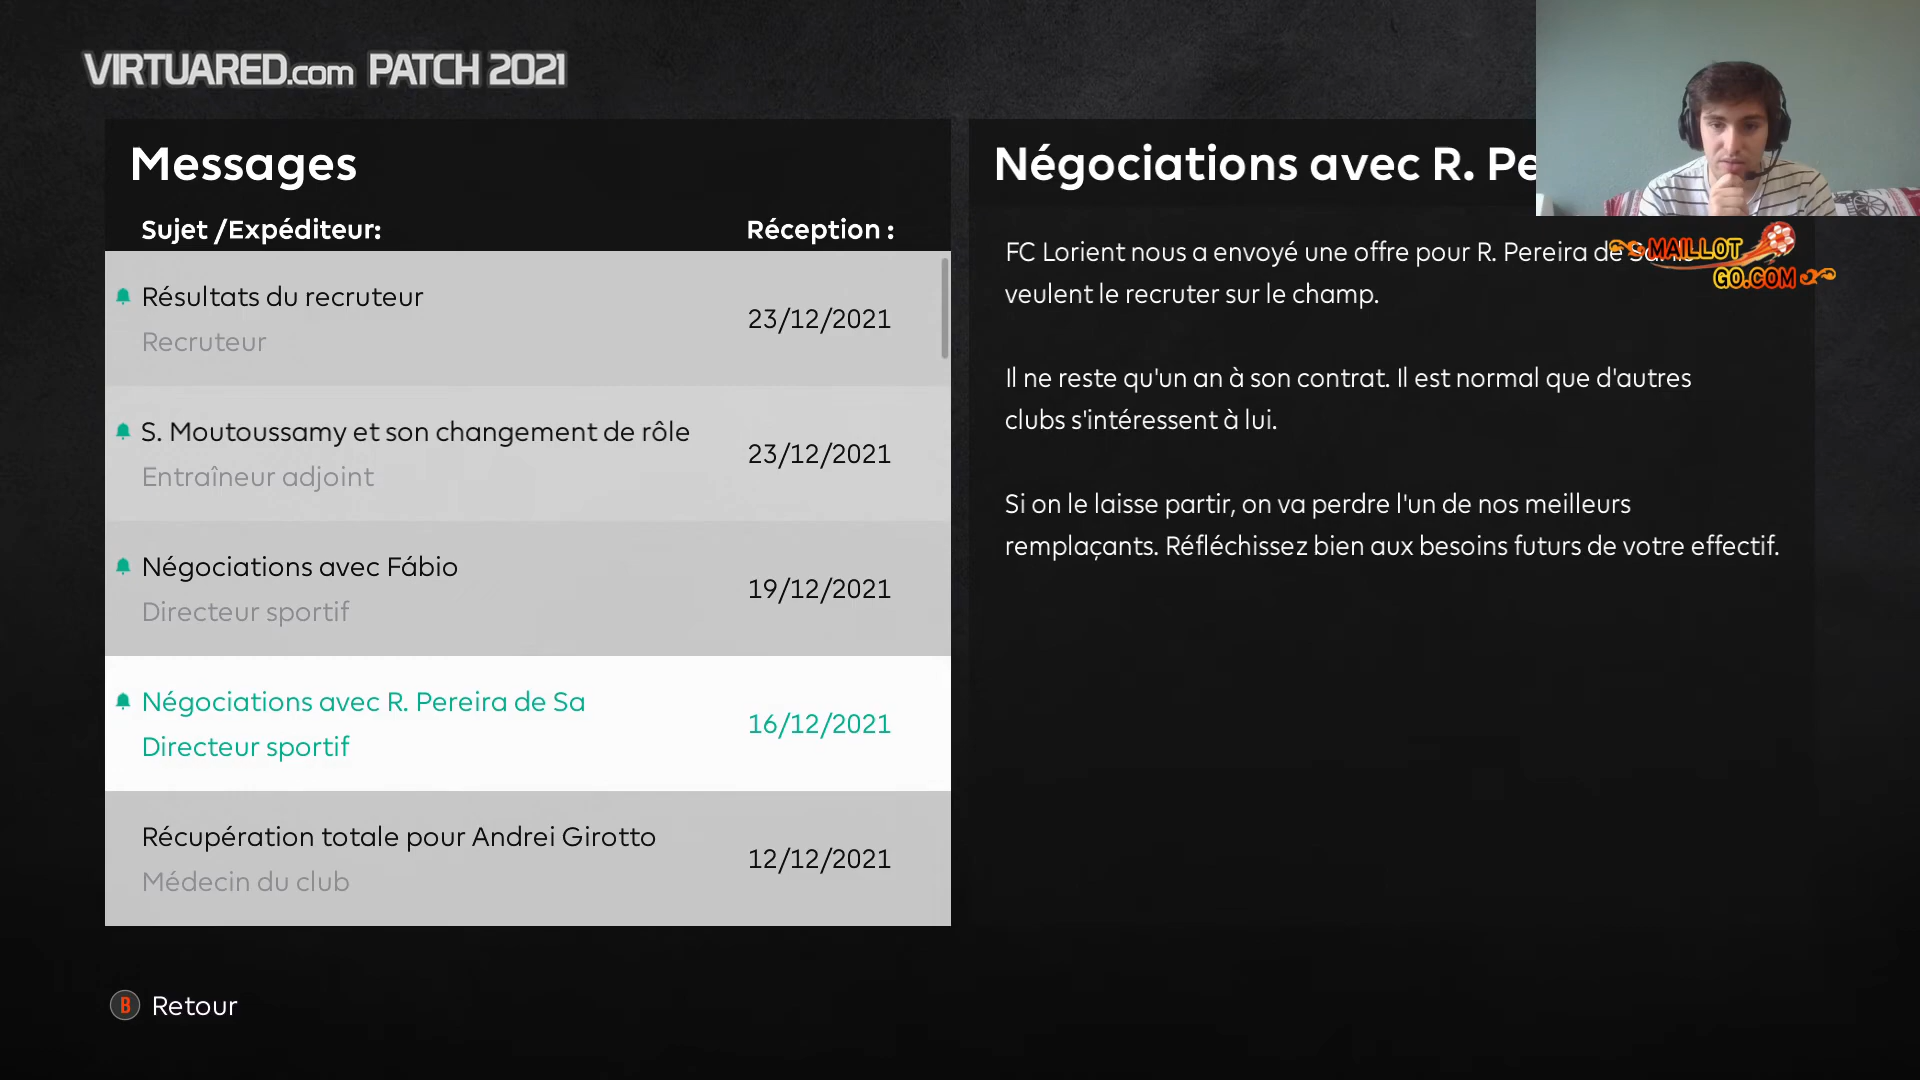 VIRTUARED.com PATCH 2021
Messages
Sujet /Expéditeur:
Réception :
Résultats du recruteur
Recruteur
23/12/2021
S. Moutoussamy et son changement de rôle
Entraîneur adjoint
23/12/2021
Négociations avec Fábio
Directeur sportif
19/12/2021
Négociations avec R. Pereira de Sa
Directeur sportif
16/12/2021
Récupération totale pour Andrei Girotto
Médecin du club
12/12/2021
Négociations avec R. Pe
FC Lorient nous a envoyé une offre pour R. Pereira de
veulent le recruter sur le champ.
Il ne reste qu'un an à son contrat. Il est normal que d'autres
clubs s'intéressent à lui.
Si on le laisse partir, on va perdre l'un de nos meilleurs
remplaçants. Réfléchissez bien aux besoins futurs de votre effectif.
MAILLOT
GO.COM
B Retour